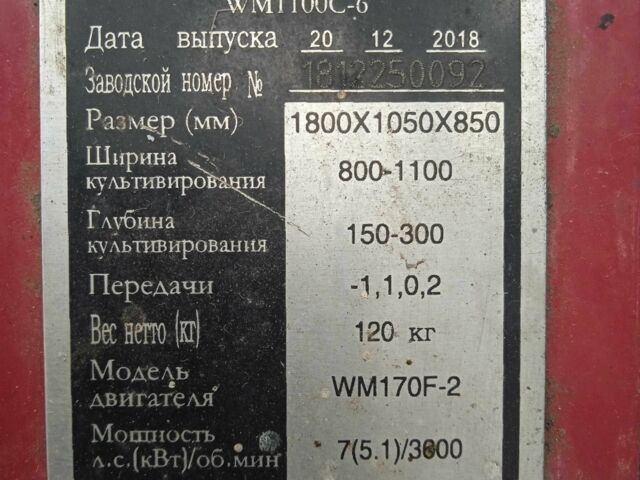 WM1100C-6
Дата выпуска 20 12 2018
Заводской номер № 1812250092
Размер (мм) 1800X1050X850
Ширина
культивирования 800-1100
Глубина
культивирования 150-300
Передачи -1,1,0,2
Вес нетто (кг) 120 кг
Модель
двигателя WM170F-2
Мощность
л.с.(кВт)/об.мин 7(5.1)/3600